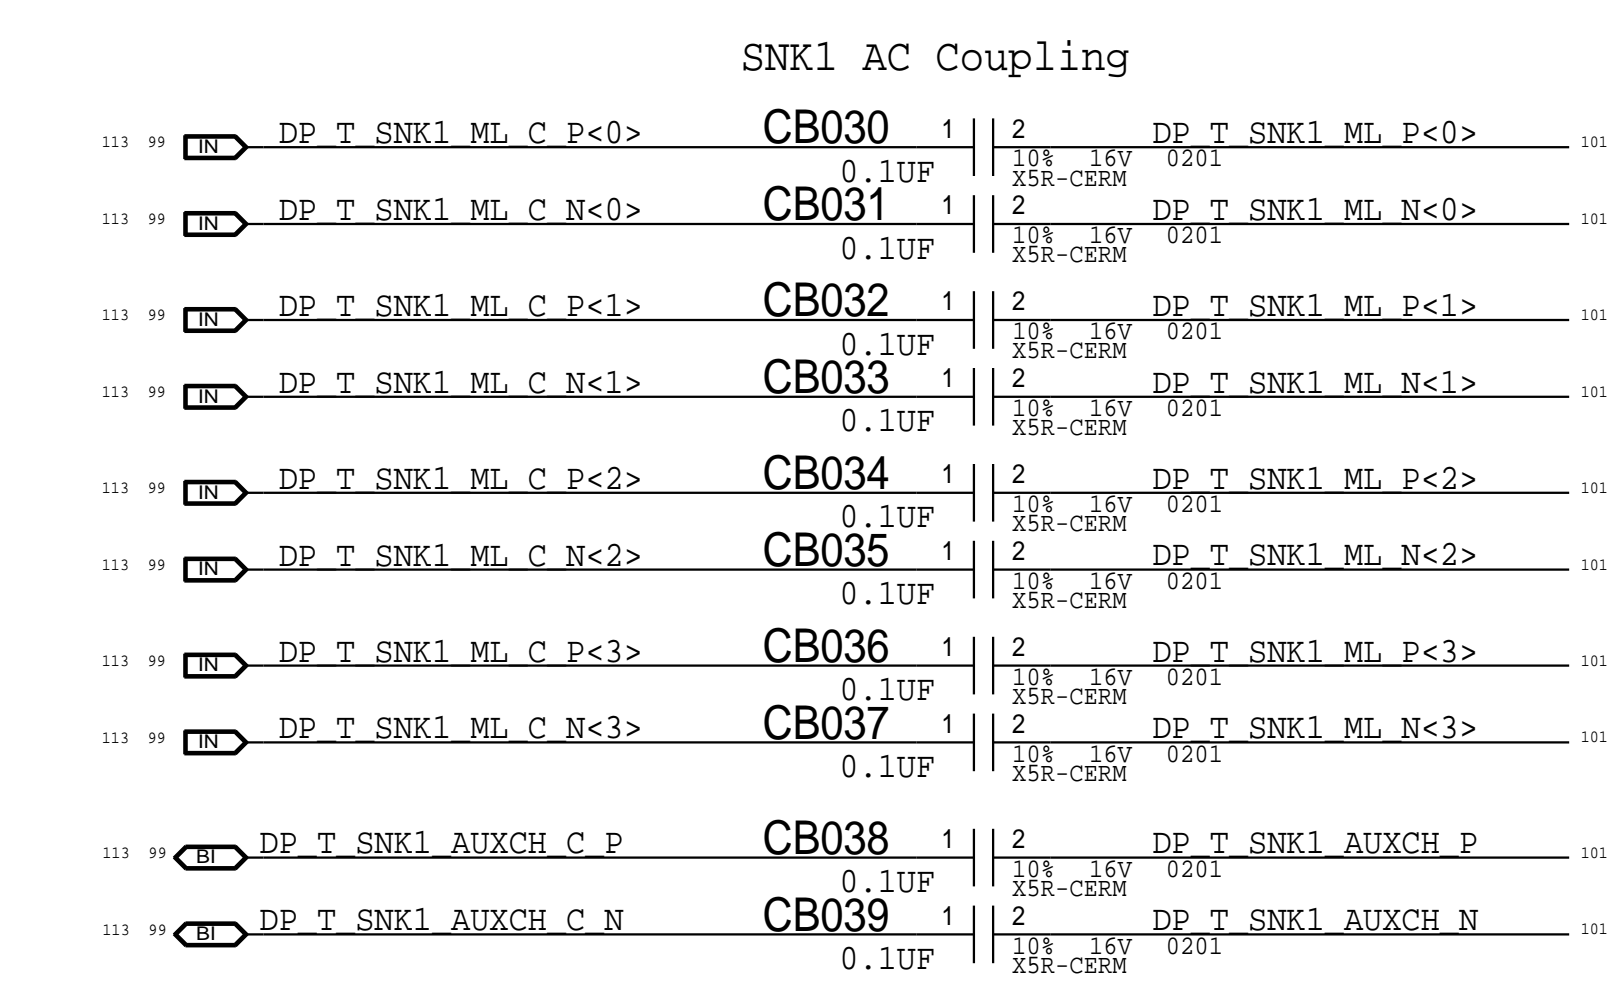 SNK1 AC Coupling
113 99 IN DP_T_SNK1_ML_C_P<0> CB030 1 2 DP_T_SNK1_ML_P<0> 101
0.1UF 10% 16V 0201
X5R-CERM
113 99 IN DP_T_SNK1_ML_C_N<0> CB031 1 2 DP_T_SNK1_ML_N<0> 101
0.1UF 10% 16V 0201
X5R-CERM
113 99 IN DP_T_SNK1_ML_C_P<1> CB032 1 2 DP_T_SNK1_ML_P<1> 101
0.1UF 10% 16V 0201
X5R-CERM
113 99 IN DP_T_SNK1_ML_C_N<1> CB033 1 2 DP_T_SNK1_ML_N<1> 101
0.1UF 10% 16V 0201
X5R-CERM
113 99 IN DP_T_SNK1_ML_C_P<2> CB034 1 2 DP_T_SNK1_ML_P<2> 101
0.1UF 10% 16V 0201
X5R-CERM
113 99 IN DP_T_SNK1_ML_C_N<2> CB035 1 2 DP_T_SNK1_ML_N<2> 101
0.1UF 10% 16V 0201
X5R-CERM
113 99 IN DP_T_SNK1_ML_C_P<3> CB036 1 2 DP_T_SNK1_ML_P<3> 101
0.1UF 10% 16V 0201
X5R-CERM
113 99 IN DP_T_SNK1_ML_C_N<3> CB037 1 2 DP_T_SNK1_ML_N<3> 101
0.1UF 10% 16V 0201
X5R-CERM
113 99 BI DP_T_SNK1_AUXCH_C_P CB038 1 2 DP_T_SNK1_AUXCH_P 101
0.1UF 10% 16V 0201
X5R-CERM
113 99 BI DP_T_SNK1_AUXCH_C_N CB039 1 2 DP_T_SNK1_AUXCH_N 101
0.1UF 10% 16V 0201
X5R-CERM